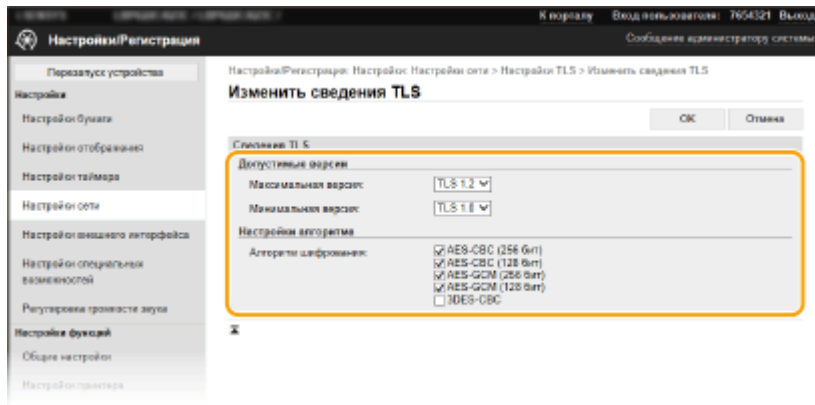 К порталу Вход пользователя: 7654321 Выход
Настройки/Регистрация
Сообщение администратору системы
Перезапуск устройства
Настройки
Настройки бумаги
Настройки отображения
Настройки таймера
Настройки сети
Настройки внешнего интерфейса
Настройки специальных
возможностей
Регулировка громкости звука
Настройки функций
Общие настройки
Настройки принтера
Настройки/Регистрация: Настройки: Настройки сети > Настройки TLS > Изменить сведения TLS
Изменить сведения TLS
OK Отмена
Сведения TLS
Допустимые версии
Максимальная версия: TLS 1.2
Минимальная версия: TLS 1.0
Настройки алгоритма
Алгоритм шифрования: AES-CBC (256 бит)
AES-CBC (128 бит)
AES-GCM (256 бит)
AES-GCM (128 бит)
3DES-CBC